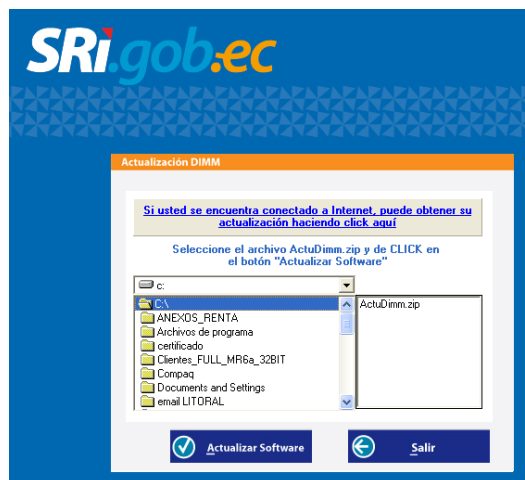 SRi.gob.ec
Actualización DIMM
Si usted se encuentra conectado a Internet, puede obtener su
actualización haciendo click aquí
Seleccione el archivo ActuDimm.zip y de CLICK en
el botón "Actualizar Software"
c:
C:\
ActuDimm.zip
ANEXOS_RENTA
Archivos de programa
certificado
Clientes_FULL_MR6a_32BIT
Compaq
Documents and Settings
email LITORAL
Actualizar Software
Salir